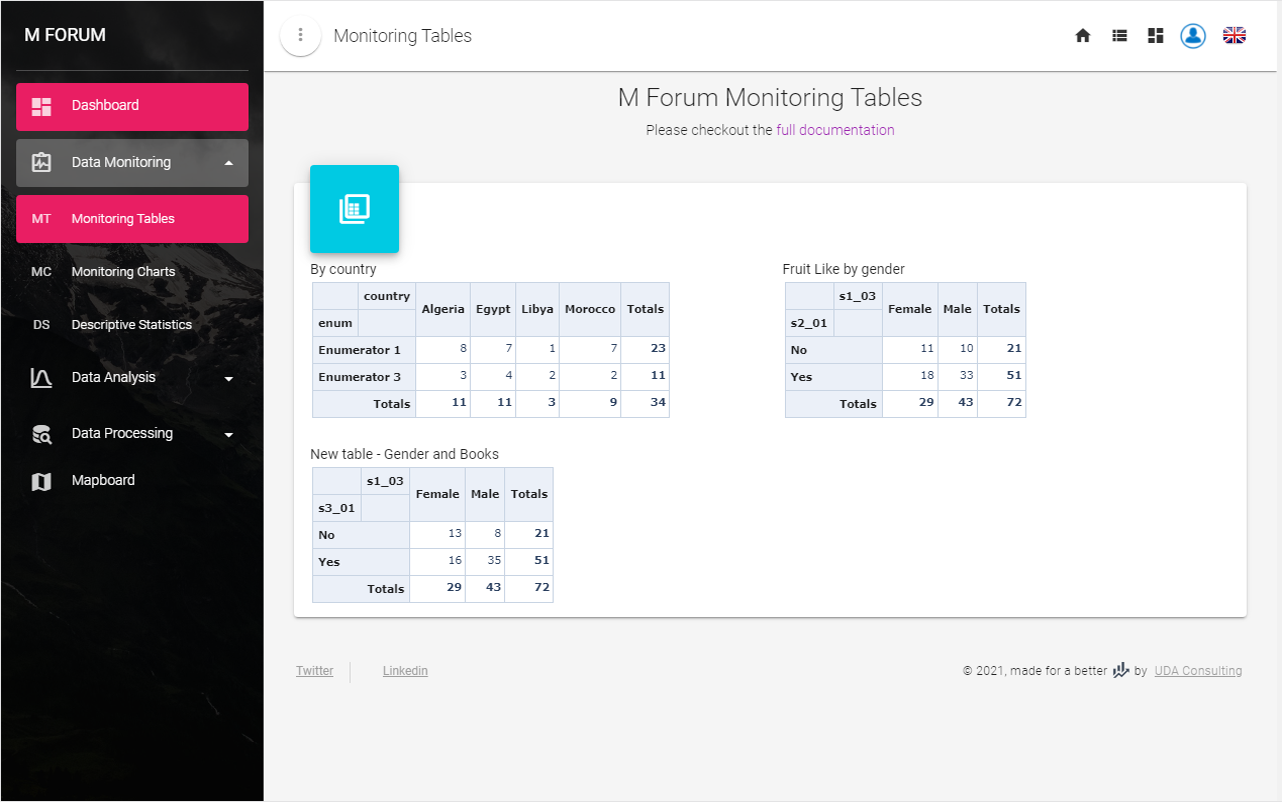 M FORUM
Dashboard
Data Monitoring
MT Monitoring Tables
MC Monitoring Charts
DS Descriptive Statistics
Data Analysis
Data Processing
Mapboard
Monitoring Tables
M Forum Monitoring Tables
Please checkout the full documentation
By country
country Algeria Egypt Libya Morocco Totals
enum
Enumerator 1 8 7 1 7 23
Enumerator 3 3 4 2 2 11
Totals 11 11 3 9 34
Fruit Like by gender
s1_03 Female Male Totals
s2_01
No 11 10 21
Yes 18 33 51
Totals 29 43 72
New table - Gender and Books
s1_03 Female Male Totals
s3_01
No 13 8 21
Yes 16 35 51
Totals 29 43 72
Twitter Linkedin © 2021, made for a better by UDA Consulting